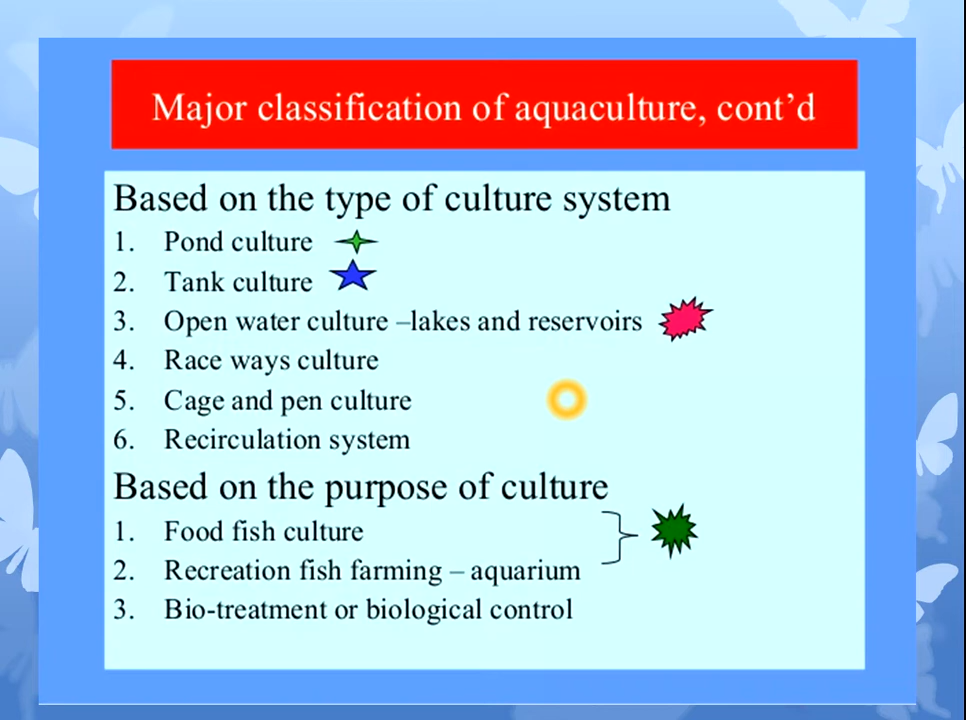 Major classification of aquaculture, cont’d
Based on the type of culture system
1. Pond culture
2. Tank culture
3. Open water culture –lakes and reservoirs
4. Race ways culture
5. Cage and pen culture
6. Recirculation system
Based on the purpose of culture
1. Food fish culture
2. Recreation fish farming – aquarium
3. Bio-treatment or biological control